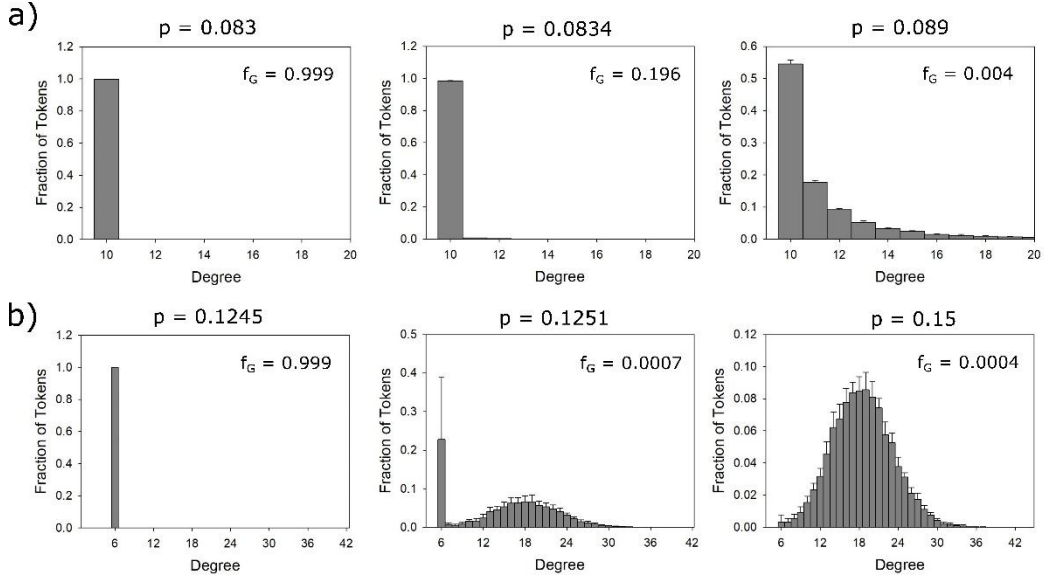 a)
p = 0.083
f_G = 0.999
Fraction of Tokens
1.2
1.0
0.8
0.6
0.4
0.2
0.0
10 12 14 16 18 20
Degree
p = 0.0834
f_G = 0.196
Fraction of Tokens
1.2
1.0
0.8
0.6
0.4
0.2
0.0
10 12 14 16 18 20
Degree
p = 0.089
f_G = 0.004
Fraction of Tokens
0.6
0.5
0.4
0.3
0.2
0.1
0.0
10 12 14 16 18 20
Degree
b)
p = 0.1245
f_G = 0.999
Fraction of Tokens
1.2
1.0
0.8
0.6
0.4
0.2
0.0
6 12 18 24 30 36 42
Degree
p = 0.1251
f_G = 0.0007
Fraction of Tokens
0.5
0.4
0.3
0.2
0.1
0.0
6 12 18 24 30 36 42
Degree
p = 0.15
f_G = 0.0004
Fraction of Tokens
0.12
0.10
0.08
0.06
0.04
0.02
0.00
6 12 18 24 30 36 42
Degree